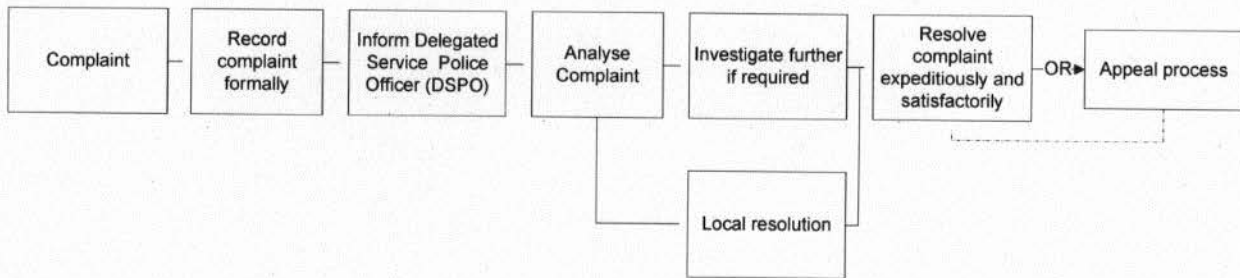 Complaint
Record
complaint
formally
Inform Delegated
Service Police
Officer (DSPO)
Analyse
Complaint
Investigate further
if required
Resolve
complaint
expeditiously and
satisfactorily
OR
Appeal process
Local resolution